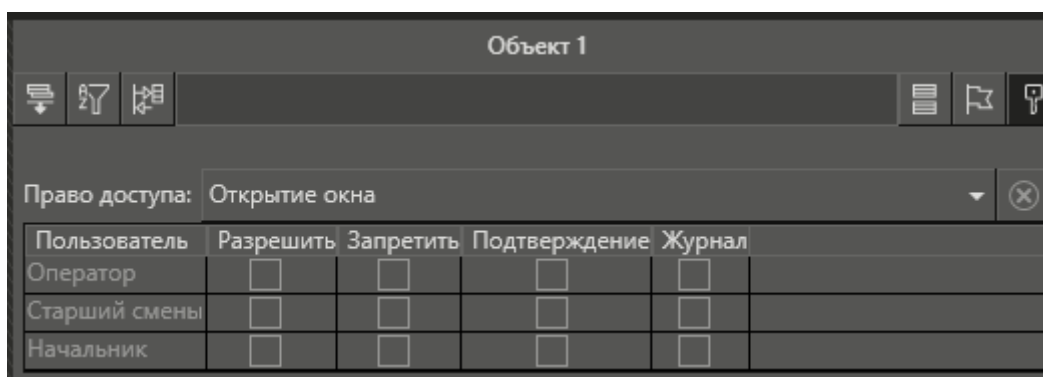 Объект 1
Право доступа: Открытие окна
Пользователь Разрешить Запретить Подтверждение Журнал
Оператор
Старший смены
Начальник